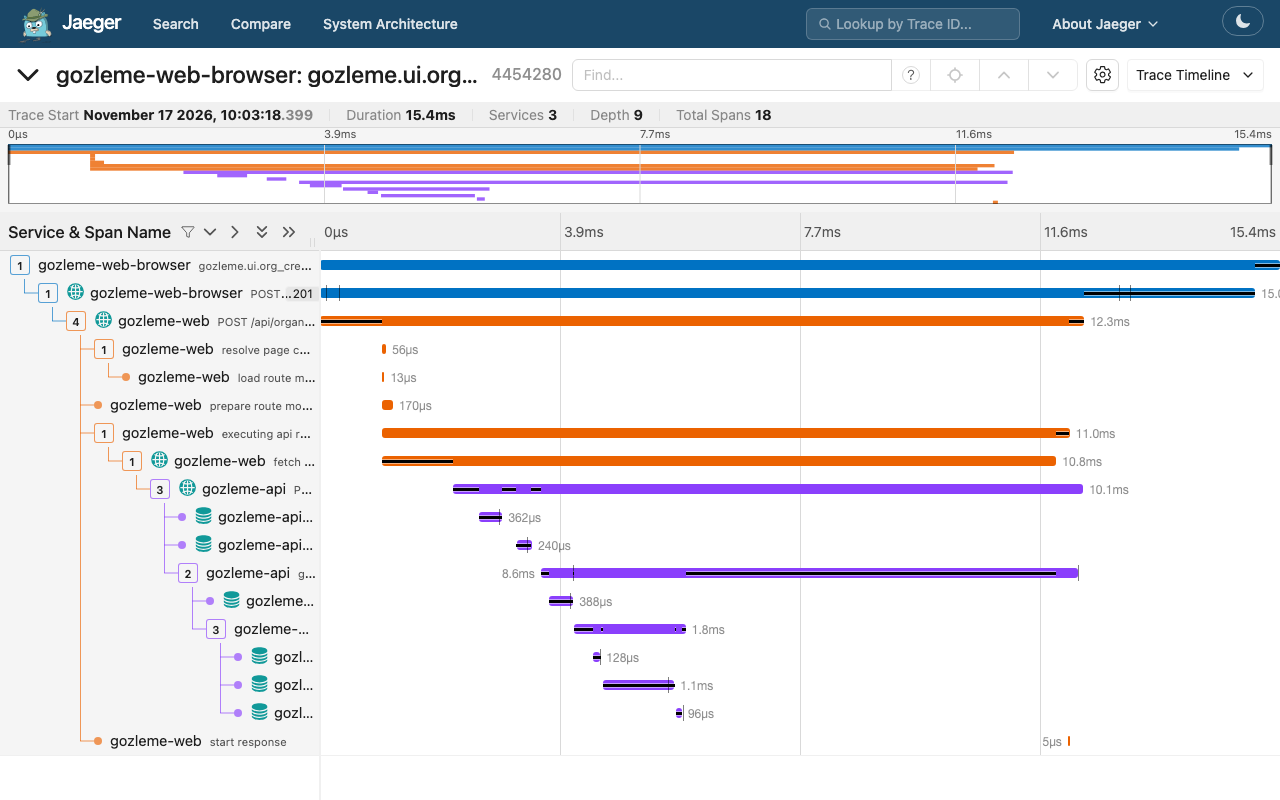 Jaeger Search Compare System Architecture Lookup by Trace ID... About Jaeger
gozleme-web-browser: gozleme.ui.org... 4454280 Find... ? Trace Timeline
Trace Start November 17 2026, 10:03:18.399 Duration 15.4ms Services 3 Depth 9 Total Spans 18
0μs 3.9ms 7.7ms 11.6ms 15.4ms
Service & Span Name 0μs 3.9ms 7.7ms 11.6ms 15.4ms
1 gozleme-web-browser gozleme.ui.org_cre...
1 gozleme-web-browser POST...201 15.0
4 gozleme-web POST /api/organ... 12.3ms
1 gozleme-web resolve page c... 56μs
gozleme-web load route m... 13μs
gozleme-web prepare route mo... 170μs
1 gozleme-web executing api r... 11.0ms
1 gozleme-web fetch ... 10.8ms
3 gozleme-api P... 10.1ms
gozleme-api... 362μs
gozleme-api... 240μs
2 gozleme-api g... 8.6ms
gozleme... 388μs
3 gozleme-... 1.8ms
gozl... 128μs
gozl... 1.1ms
gozl... 96μs
gozleme-web start response 5μs